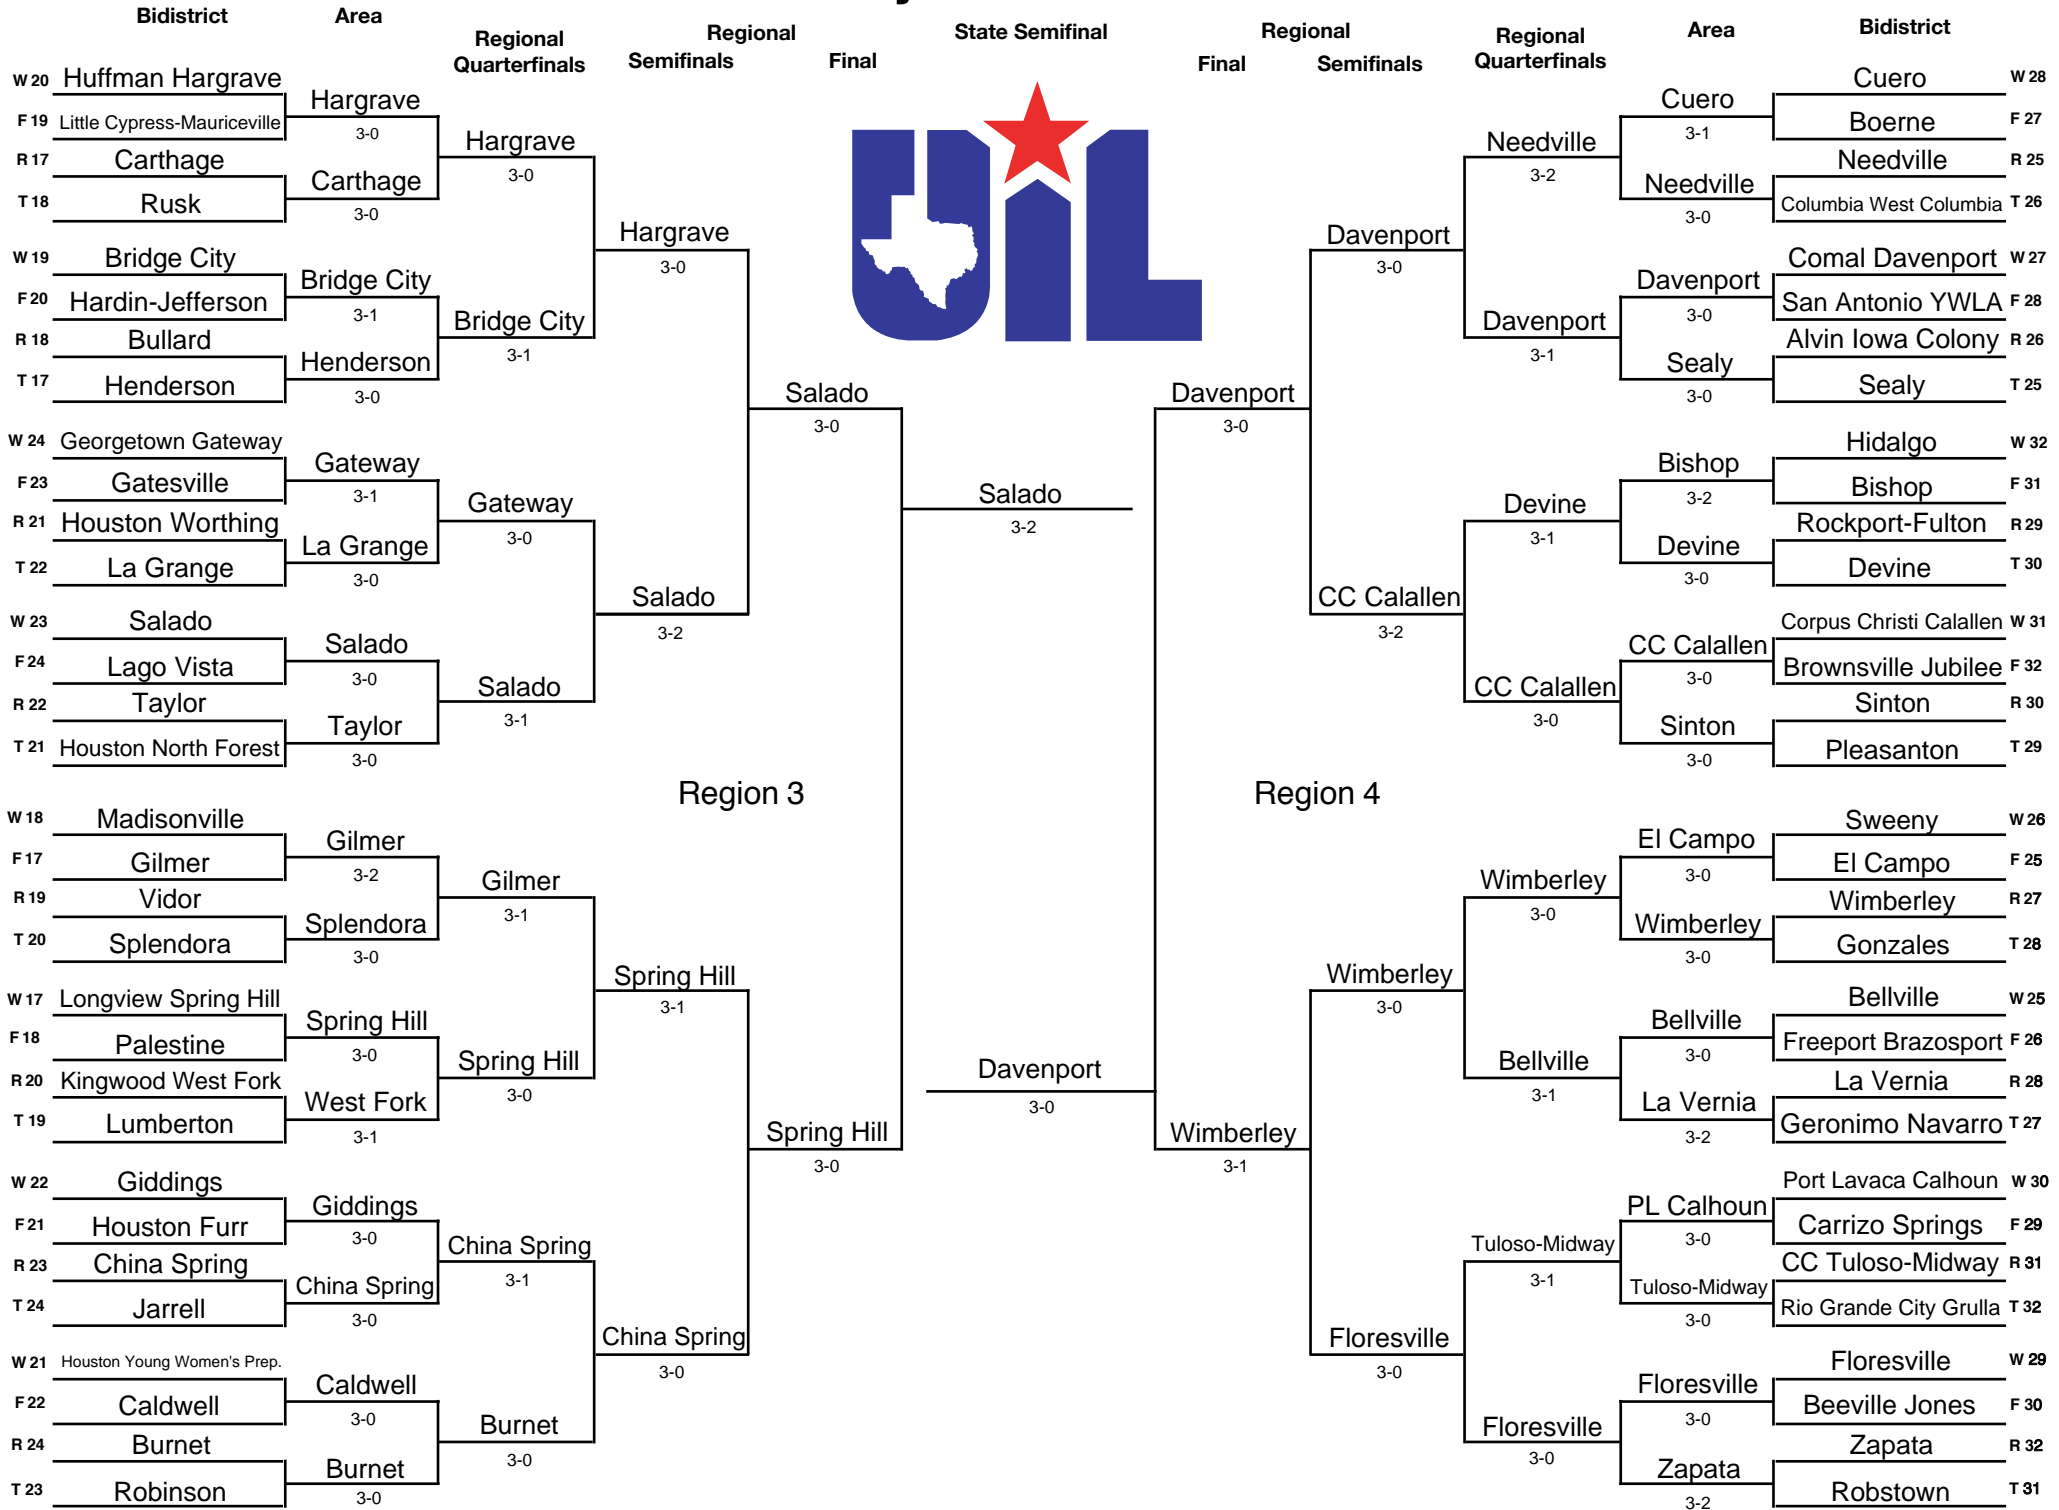 Bidistrict
Area
Regional
Quarterfinals
Regional
Semifinals
Final
State Semifinal
Regional
Final
Semifinals
Regional
Quarterfinals
Area
Bidistrict
W 20 Huffman Hargrave
F 19 Little Cypress-Mauriceville
R 17 Carthage
T 18 Rusk
W 19 Bridge City
F 20 Hardin-Jefferson
R 18 Bullard
T 17 Henderson
W 24 Georgetown Gateway
F 23 Gatesville
R 21 Houston Worthing
T 22 La Grange
W 23 Salado
F 24 Lago Vista
R 22 Taylor
T 21 Houston North Forest
W 18 Madisonville
F 17 Gilmer
R 19 Vidor
T 20 Splendora
W 17 Longview Spring Hill
F 18 Palestine
R 20 Kingwood West Fork
T 19 Lumberton
W 22 Giddings
F 21 Houston Furr
R 23 China Spring
T 24 Jarrell
W 21 Houston Young Women's Prep.
F 22 Caldwell
R 24 Burnet
T 23 Robinson
Hargrave
3-0
Carthage
3-0
Bridge City
3-1
Henderson
3-0
Gateway
3-1
La Grange
3-0
Salado
3-0
Taylor
3-0
Gilmer
3-2
Splendora
3-0
Spring Hill
3-0
West Fork
3-1
Giddings
3-0
China Spring
3-0
Caldwell
3-0
Burnet
3-0
Hargrave
3-0
Bridge City
3-1
Gateway
3-0
Salado
3-1
Gilmer
3-1
Spring Hill
3-0
China Spring
3-1
Burnet
3-0
Hargrave
3-0
Salado
3-2
Spring Hill
3-1
China Spring
3-0
Region 3
Salado
3-0
Spring Hill
3-0
UIL
Salado
3-2
Davenport
3-0
Davenport
3-0
Wimberley
3-1
Region 4
Davenport
3-0
CC Calallen
3-2
Wimberley
3-0
Floresville
3-0
Needville
3-2
Davenport
3-1
Devine
3-1
CC Calallen
3-0
Wimberley
3-0
Bellville
3-1
Tuloso-Midway
3-1
Floresville
3-0
Cuero
3-1
Needville
3-0
Davenport
3-0
Sealy
3-0
Bishop
3-2
Devine
3-0
CC Calallen
3-0
Sinton
3-0
El Campo
3-0
Wimberley
3-0
Bellville
3-0
La Vernia
3-2
PL Calhoun
3-0
Tuloso-Midway
3-0
Floresville
3-0
Zapata
3-2
Cuero W 28
Boerne F 27
Needville R 25
Columbia West Columbia T 26
Comal Davenport W 27
San Antonio YWLA F 28
Alvin Iowa Colony R 26
Sealy T 25
Hidalgo W 32
Bishop F 31
Rockport-Fulton R 29
Devine T 30
Corpus Christi Calallen W 31
Brownsville Jubilee F 32
Sinton R 30
Pleasanton T 29
Sweeny W 26
El Campo F 25
Wimberley R 27
Gonzales T 28
Bellville W 25
Freeport Brazosport F 26
La Vernia R 28
Geronimo Navarro T 27
Port Lavaca Calhoun W 30
Carrizo Springs F 29
CC Tuloso-Midway R 31
Rio Grande City Grulla T 32
Floresville W 29
Beeville Jones F 30
Zapata R 32
Robstown T 31